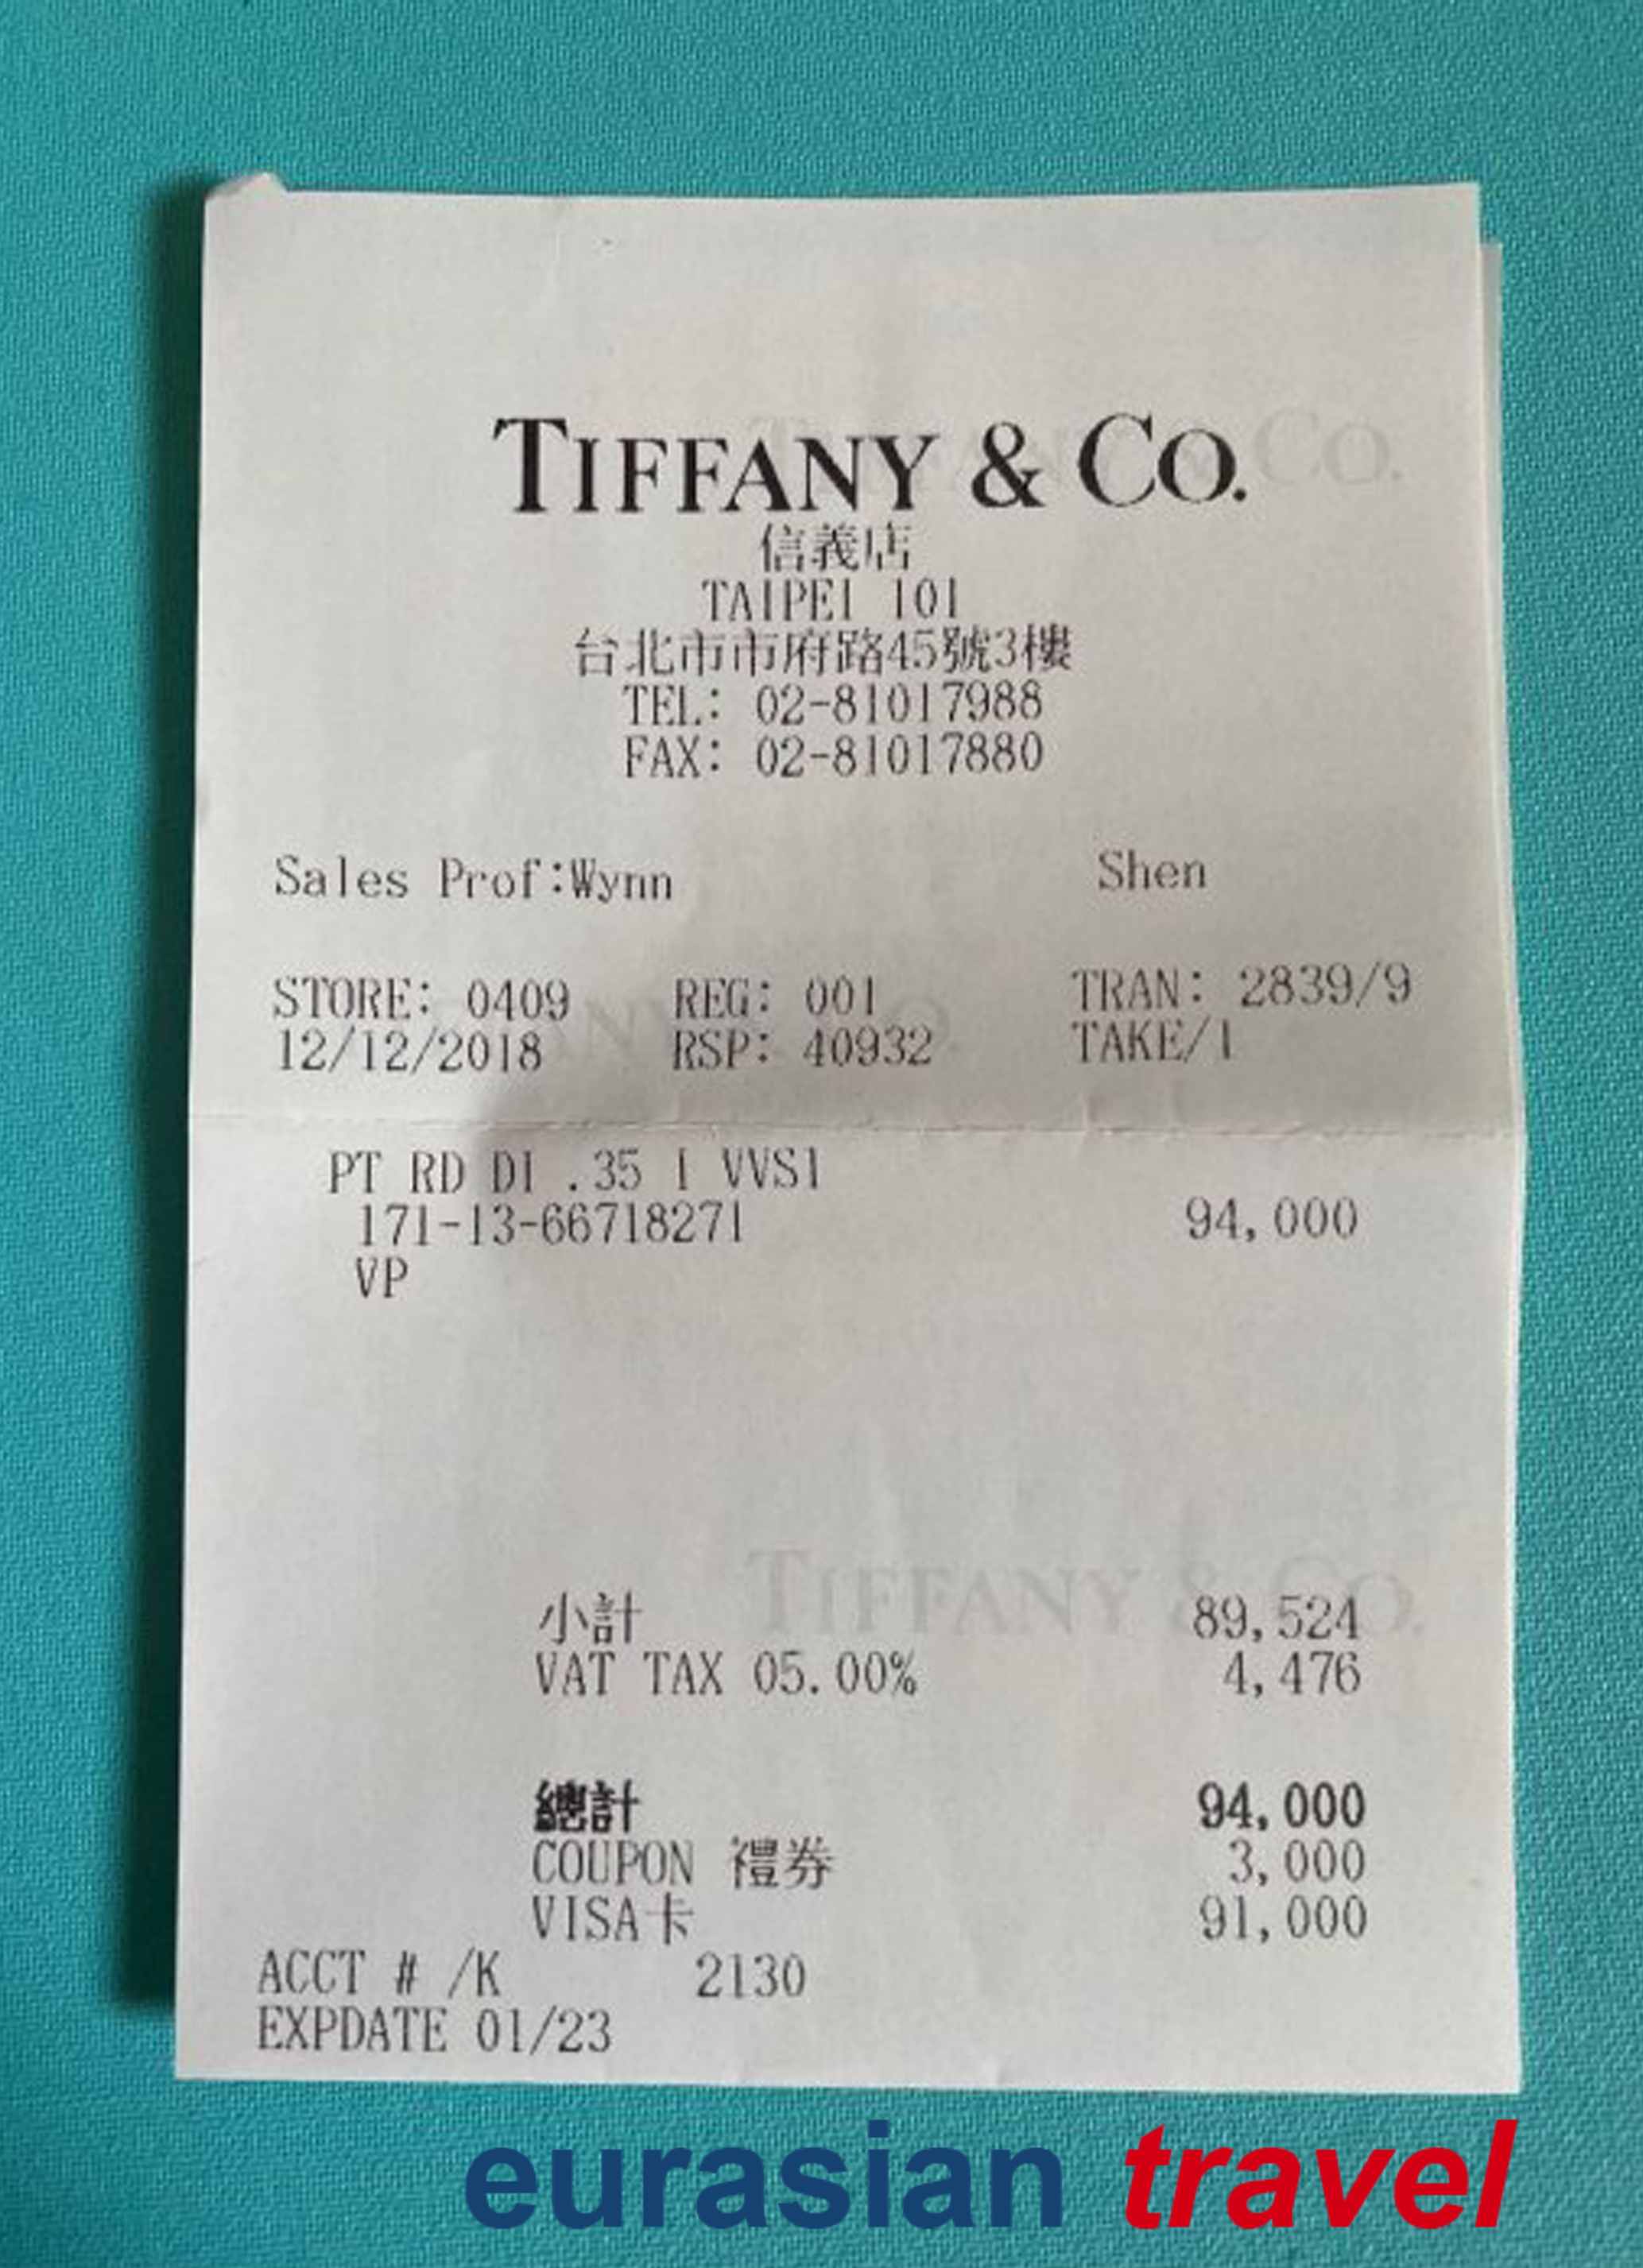 TIFFANY & CO.
信義店
TAIPEI 101
台北市市府路45號3樓
TEL: 02-81017988
FAX: 02-81017880
Sales Prof:Wynn Shen
STORE: 0409 REG: 001 TRAN: 2839/9
12/12/2018 RSP: 40932 TAKE/1
PT RD DI .35 I VVS1
171-13-66718271 94,000
VP
TIFFANY & CO.
小計 89,524
VAT TAX 05.00% 4,476
總計 94,000
COUPON 禮券 3,000
VISA卡 91,000
ACCT # /K 2130
EXPDATE 01/23
eurasian travel